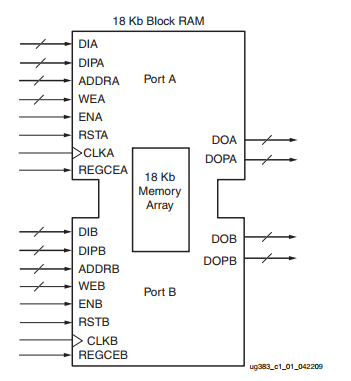 18 Kb Block RAM
DIA
DIPA
ADDRA
WEA
ENA
RSTA
CLKA
REGCEA
Port A
DOA
DOPA
18 Kb
Memory
Array
DIB
DIPB
ADDRB
WEB
ENB
RSTB
CLKB
REGCEB
Port B
DOB
DOPB
ug383_c1_01_042209